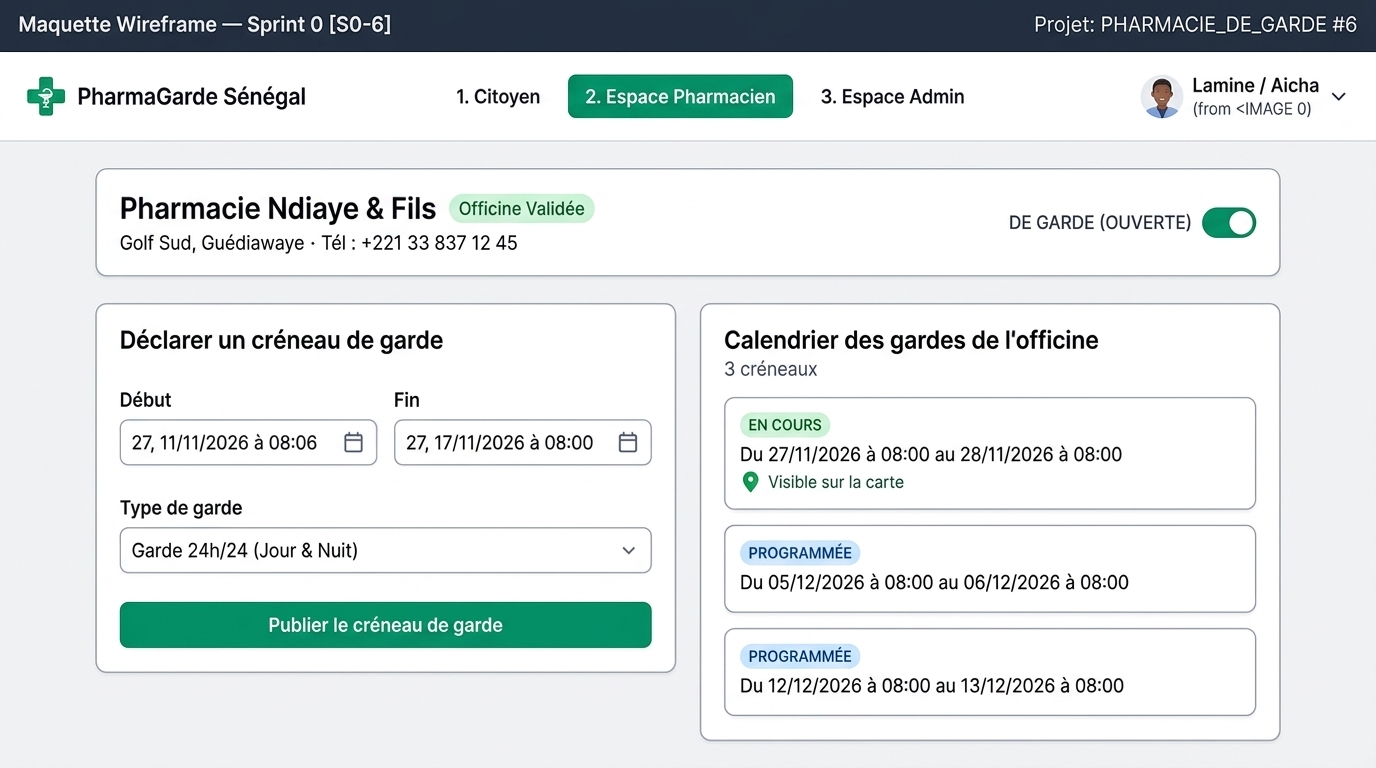 Maquette Wireframe — Sprint 0 [S0-6]
Projet: PHARMACIE_DE_GARDE #6
PharmaGarde Sénégal
1. Citoyen
2. Espace Pharmacien
3. Espace Admin
Lamine / Aicha
(from <IMAGE 0)
Pharmacie Ndiaye & Fils
Officine Validée
Golf Sud, Guédiawaye · Tél : +221 33 837 12 45
DE GARDE (OUVERTE)
Déclarer un créneau de garde
Début
Fin
27, 11/11/2026 à 08:06
27, 17/11/2026 à 08:00
Type de garde
Garde 24h/24 (Jour & Nuit)
Publier le créneau de garde
Calendrier des gardes de l'officine
3 créneaux
EN COURS
Du 27/11/2026 à 08:00 au 28/11/2026 à 08:00
Visible sur la carte
PROGRAMMÉE
Du 05/12/2026 à 08:00 au 06/12/2026 à 08:00
PROGRAMMÉE
Du 12/12/2026 à 08:00 au 13/12/2026 à 08:00